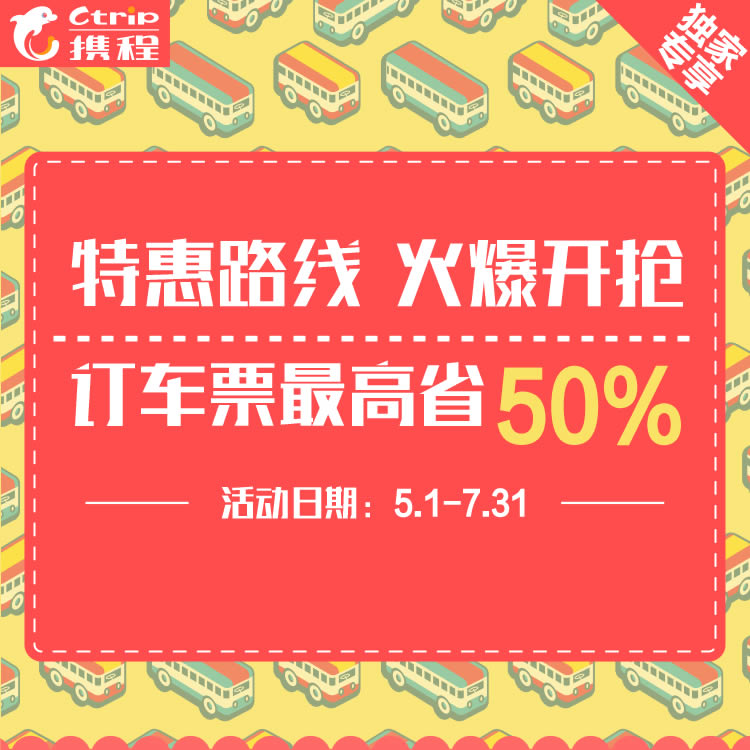 Ctrip
携程
独家
专享
特惠路线 火爆开抢
订车票最高省50%
活动日期：5.1-7.31